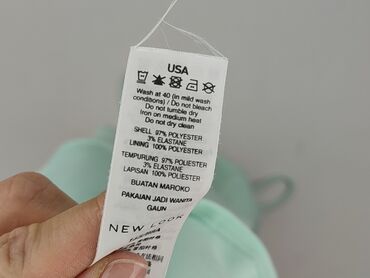 USA
Wash at 40 (in mild wash
conditions) / Do not bleach
Do not tumble dry
Iron on medium heat
Do not dry clean
SHELL 97% POLYESTER
3% ELASTANE
LINING 100% POLYESTER
TEMPURUNG 97% POLIESTER
3% ELASTANE
LAPISAN 100% POLIESTER
BUATAN MAROKO
PAKAIAN JADI WANITA
GAUN
NEW LOOK